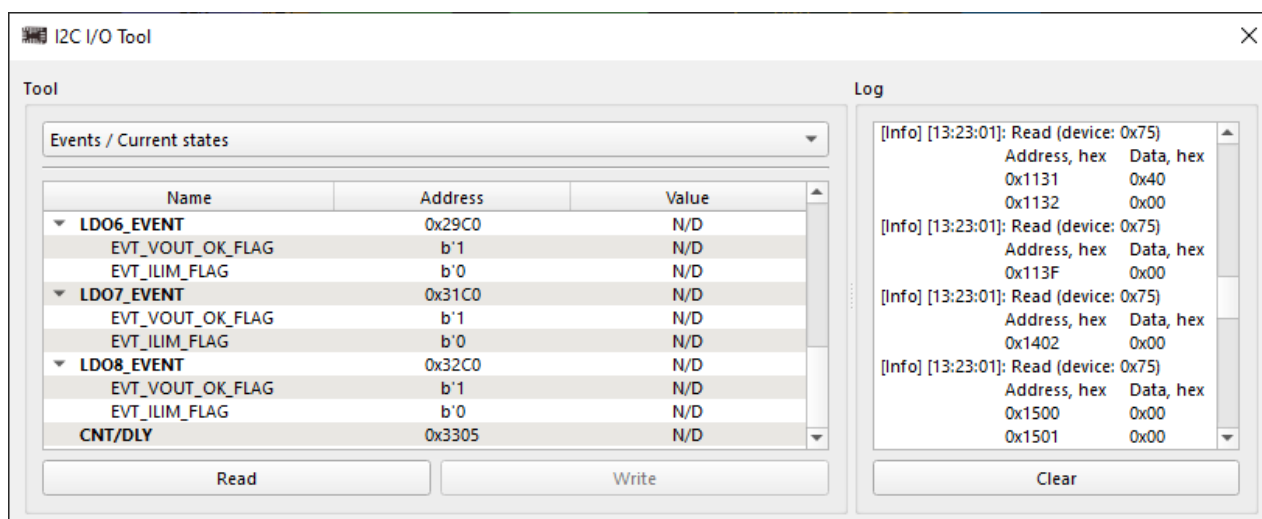 I2C I/O Tool
Tool
Events / Current states
Name Address Value
LDO6_EVENT 0x29C0 N/D
EVT_VOUT_OK_FLAG b'1 N/D
EVT_ILIM_FLAG b'0 N/D
LDO7_EVENT 0x31C0 N/D
EVT_VOUT_OK_FLAG b'1 N/D
EVT_ILIM_FLAG b'0 N/D
LDO8_EVENT 0x32C0 N/D
EVT_VOUT_OK_FLAG b'1 N/D
EVT_ILIM_FLAG b'0 N/D
CNT/DLY 0x3305 N/D
Read Write
Log
[Info] [13:23:01]: Read (device: 0x75)
Address, hex Data, hex
0x1131 0x40
0x1132 0x00
[Info] [13:23:01]: Read (device: 0x75)
Address, hex Data, hex
0x113F 0x00
[Info] [13:23:01]: Read (device: 0x75)
Address, hex Data, hex
0x1402 0x00
[Info] [13:23:01]: Read (device: 0x75)
Address, hex Data, hex
0x1500 0x00
0x1501 0x00
Clear